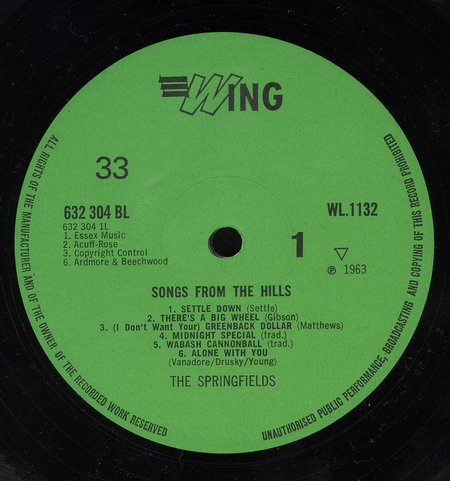 WING
33
632 304 BL
WL.1132
632 304 1L
1. Essex Music
2. Acuff-Rose
3. Copyright Control
6. Ardmore & Beechwood
1
℗ 1963
SONGS FROM THE HILLS
1. SETTLE DOWN (Settle)
2. THERE'S A BIG WHEEL (Gibson)
3. (I Don't Want Your) GREENBACK DOLLAR (Matthews)
4. MIDNIGHT SPECIAL (trad.)
5. WABASH CANNONBALL (trad.)
6. ALONE WITH YOU
(Vanadore/Drusky/Young)
THE SPRINGFIELDS
ALL RIGHTS OF THE MANUFACTURER AND OF THE OWNER OF THE RECORDED WORK RESERVED
UNAUTHORISED PUBLIC PERFORMANCE, BROADCASTING AND COPYING OF THIS RECORD PROHIBITED